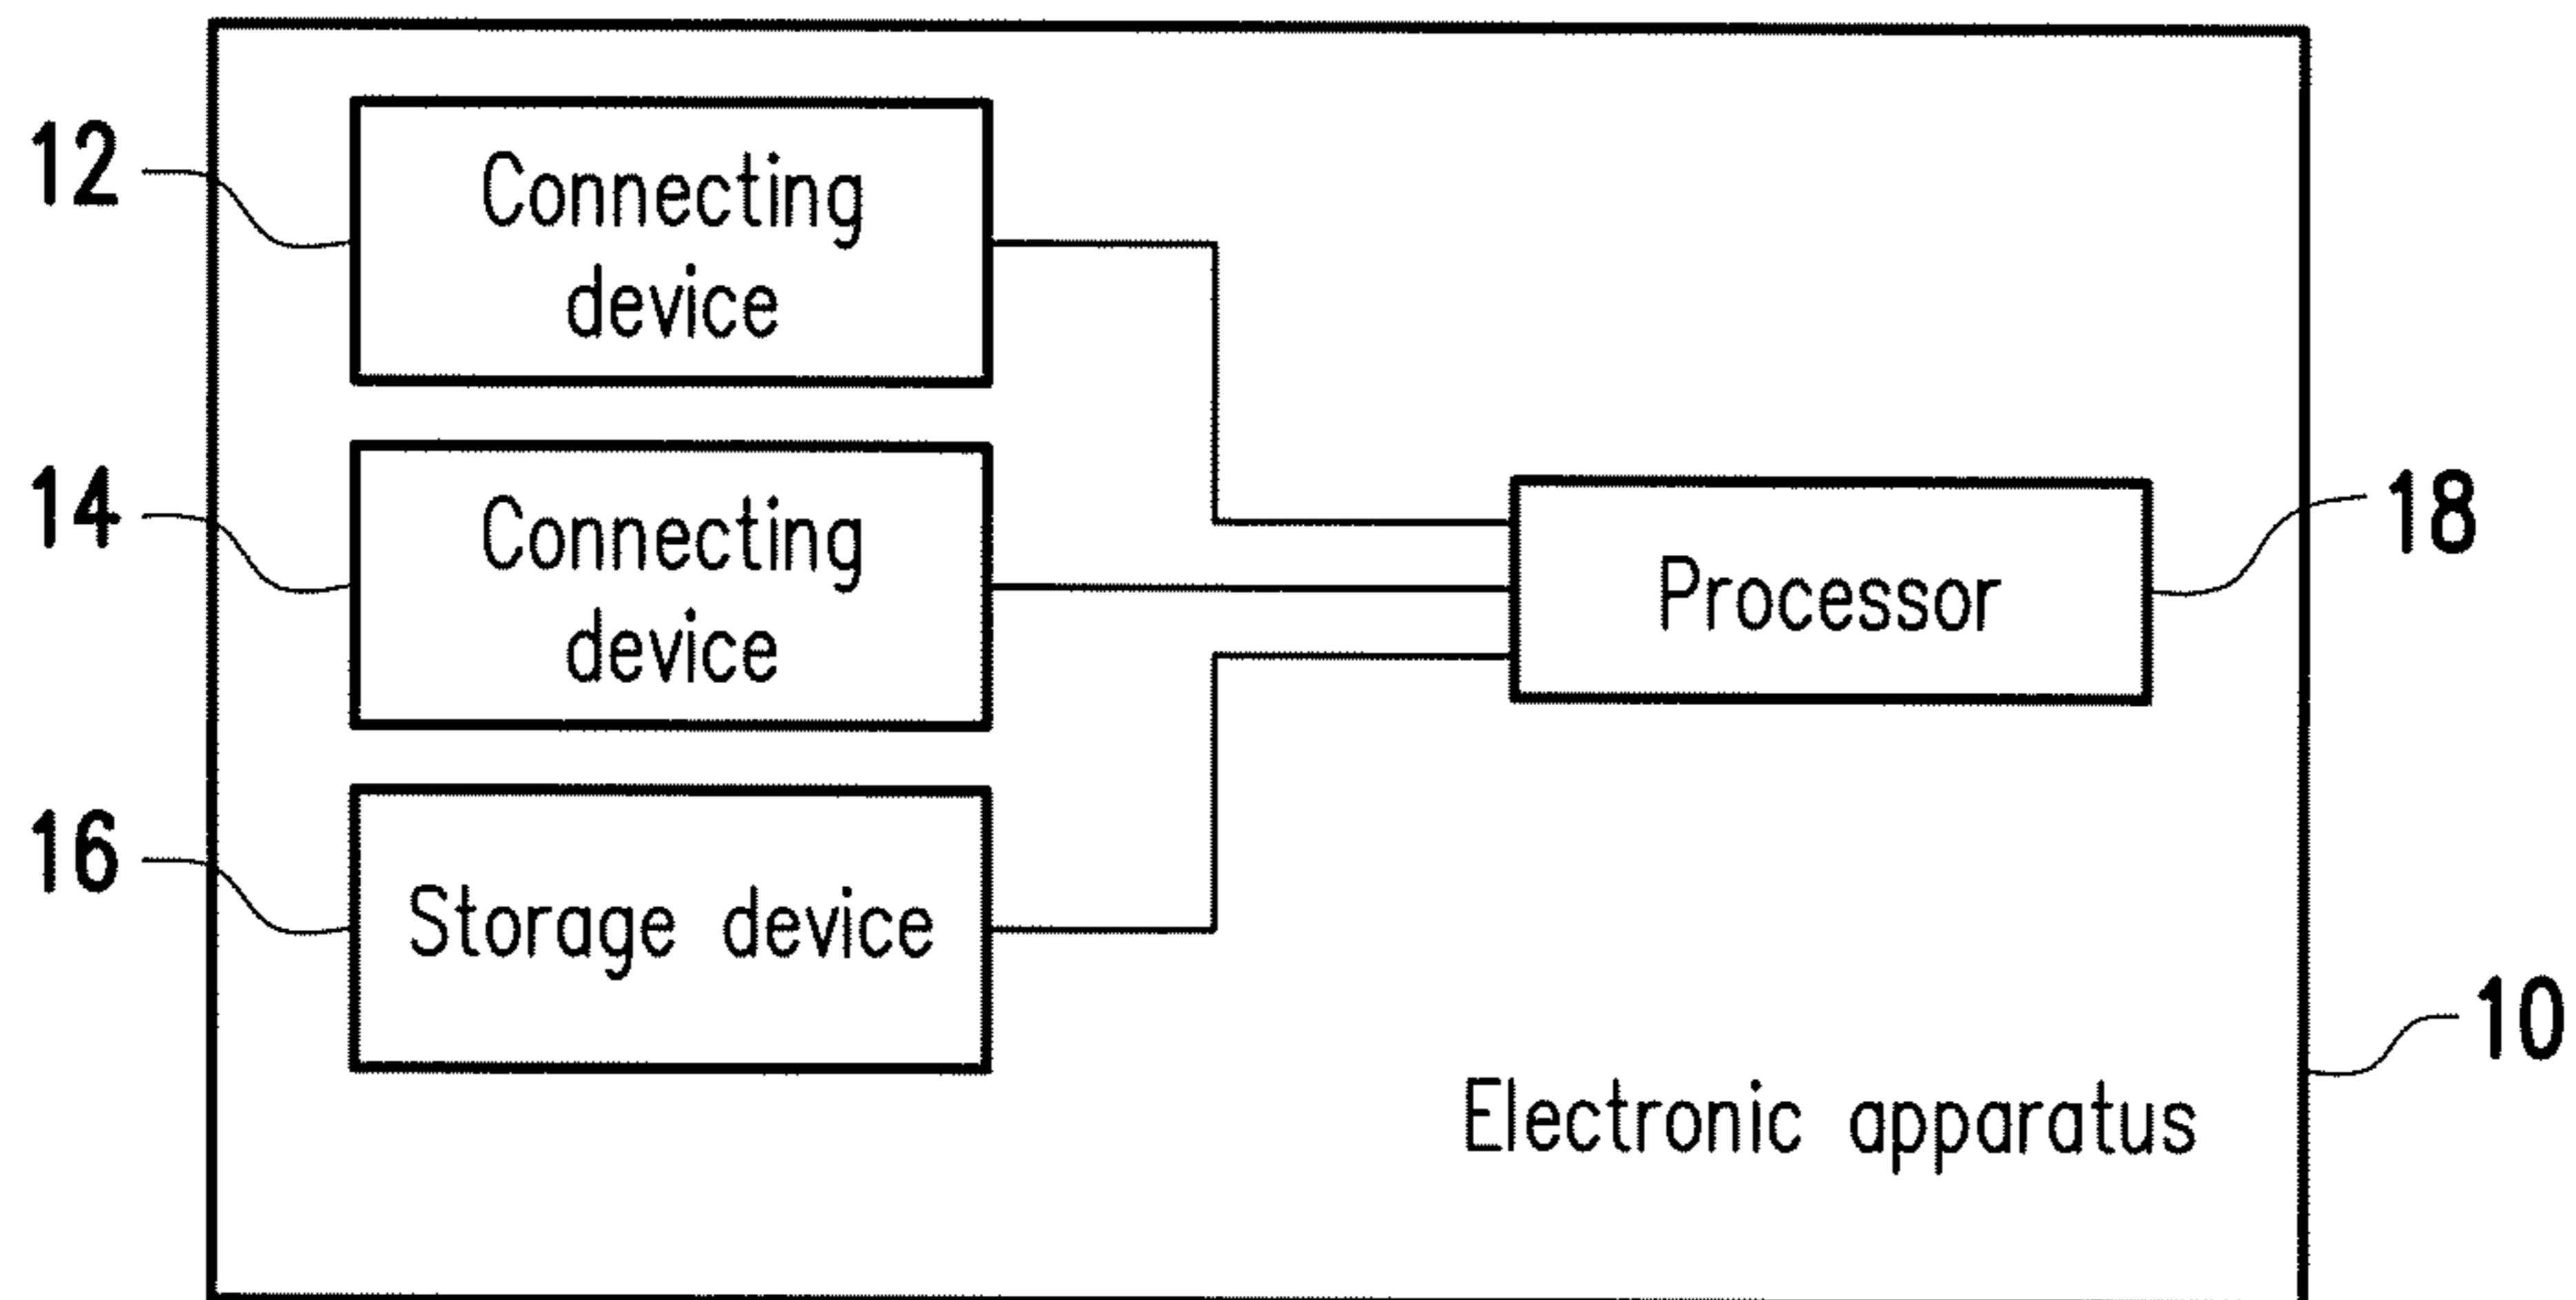 12
Connecting
device
14
Connecting
device
18
Processor
16
Storage device
10
Electronic apparatus